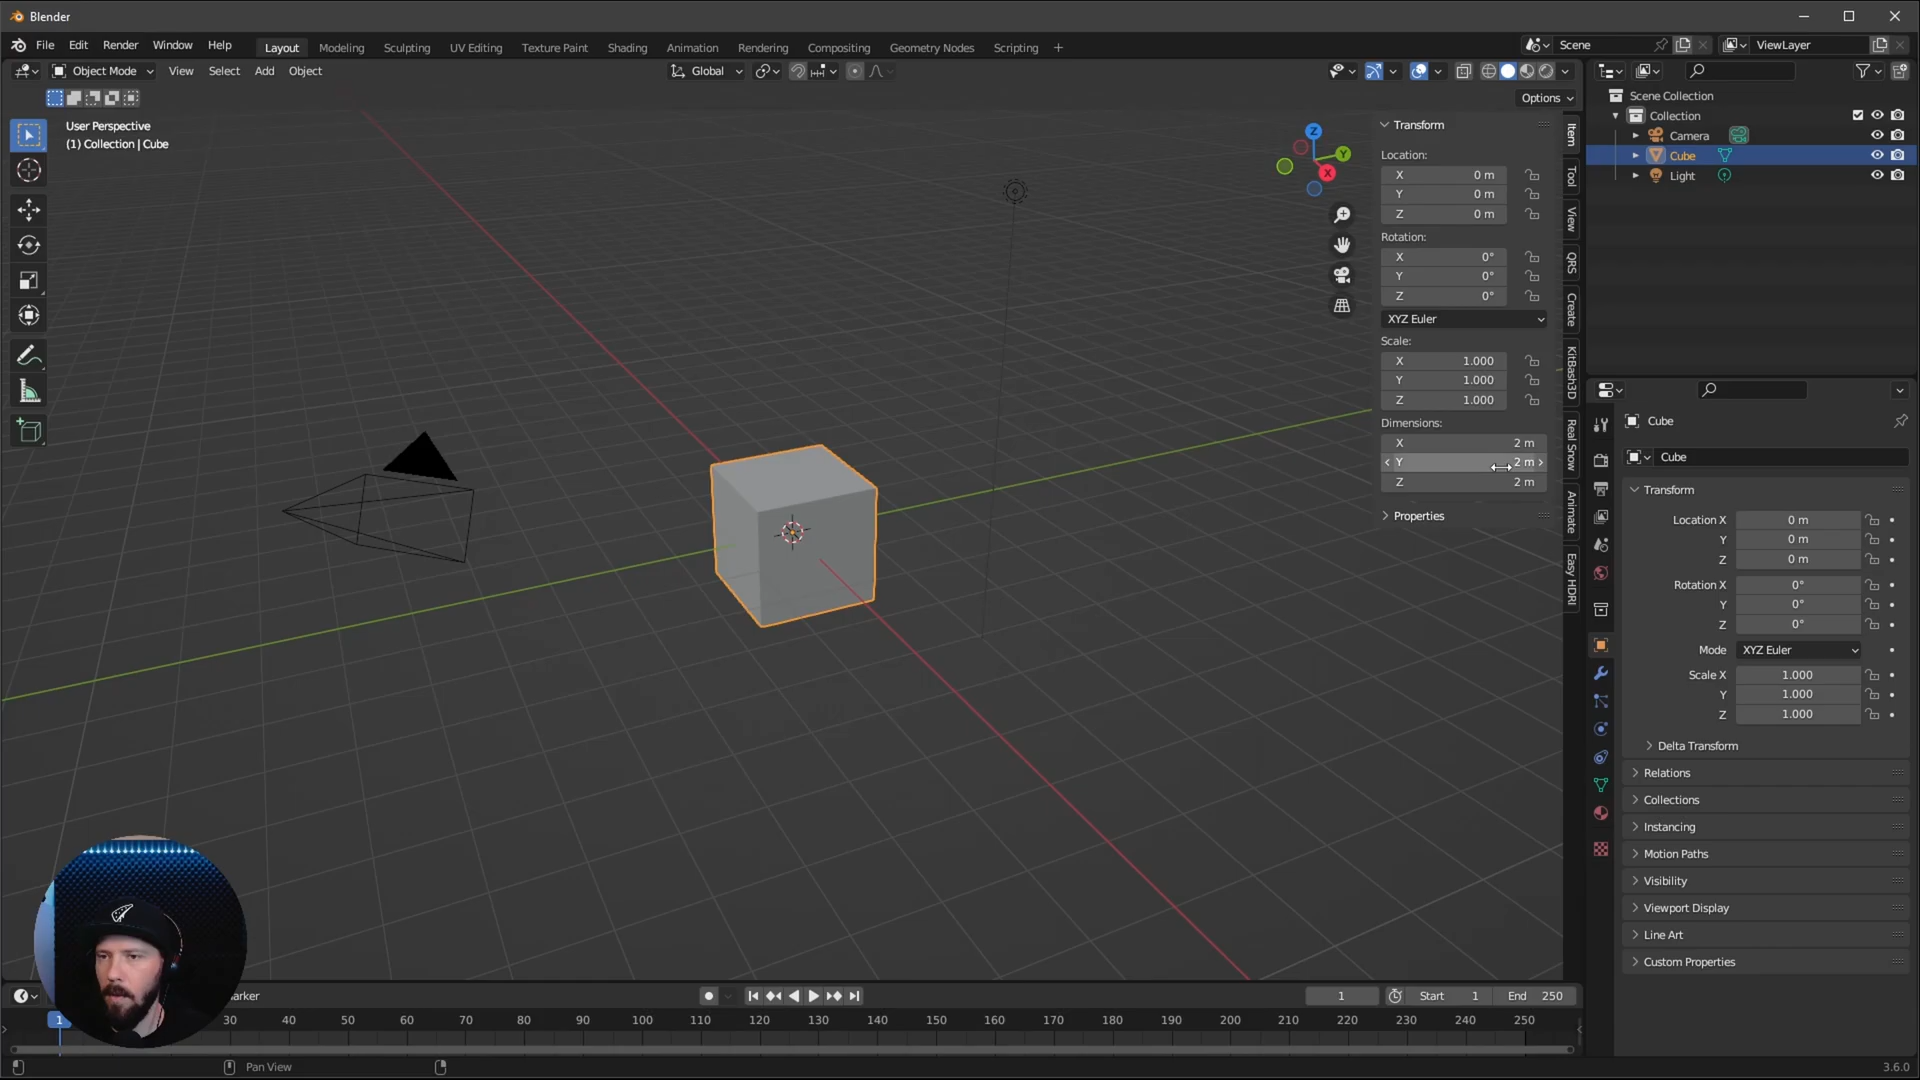 Blender
File Edit Render Window Help Layout Modeling Sculpting UV Editing Texture Paint Shading Animation Rendering Compositing Geometry Nodes Scripting + Scene ViewLayer
Object Mode View Select Add Object Global
Options
User Perspective
(1) Collection | Cube
Transform
Location:
X 0 m
Y 0 m
Z 0 m
Rotation:
X 0°
Y 0°
Z 0°
XYZ Euler
Scale:
X 1.000
Y 1.000
Z 1.000
Dimensions:
X 2 m
Y 2 m
Z 2 m
Properties
Z
Y
X
Item
Tool
View
QRS
Create
KitBash3D
Real Snow
Animate
Easy HDRI
Scene Collection
Collection
Camera
Cube
Light
Cube
Cube
Transform
Location X 0 m
Y 0 m
Z 0 m
Rotation X 0°
Y 0°
Z 0°
Mode XYZ Euler
Scale X 1.000
Y 1.000
Z 1.000
Delta Transform
Relations
Collections
Instancing
Motion Paths
Visibility
Viewport Display
Line Art
Custom Properties
arker 1 Start 1 End 250
1 30 40 50 60 70 80 90 100 110 120 130 140 150 160 170 180 190 200 210 220 230 240 250
Pan View 3.6.0